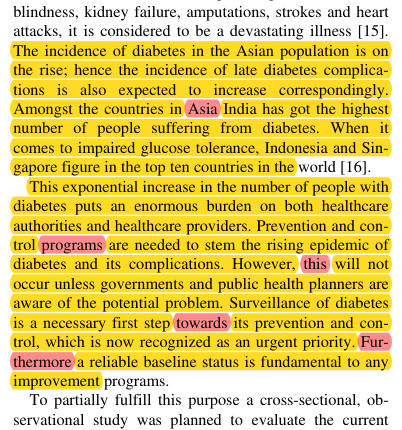 blindness, kidney failure, amputations, strokes and heart
attacks, it is considered to be a devastating illness [15].
The incidence of diabetes in the Asian population is on
the rise; hence the incidence of late diabetes complica-
tions is also expected to increase correspondingly.
Amongst the countries in Asia India has got the highest
number of people suffering from diabetes. When it
comes to impaired glucose tolerance, Indonesia and Sin-
gapore figure in the top ten countries in the world [16].
This exponential increase in the number of people with
diabetes puts an enormous burden on both healthcare
authorities and healthcare providers. Prevention and con-
trol programs are needed to stem the rising epidemic of
diabetes and its complications. However, this will not
occur unless governments and public health planners are
aware of the potential problem. Surveillance of diabetes
is a necessary first step towards its prevention and con-
trol, which is now recognized as an urgent priority. Fur-
thermore a reliable baseline status is fundamental to any
improvement programs.
To partially fulfill this purpose a cross-sectional, ob-
servational study was planned to evaluate the current